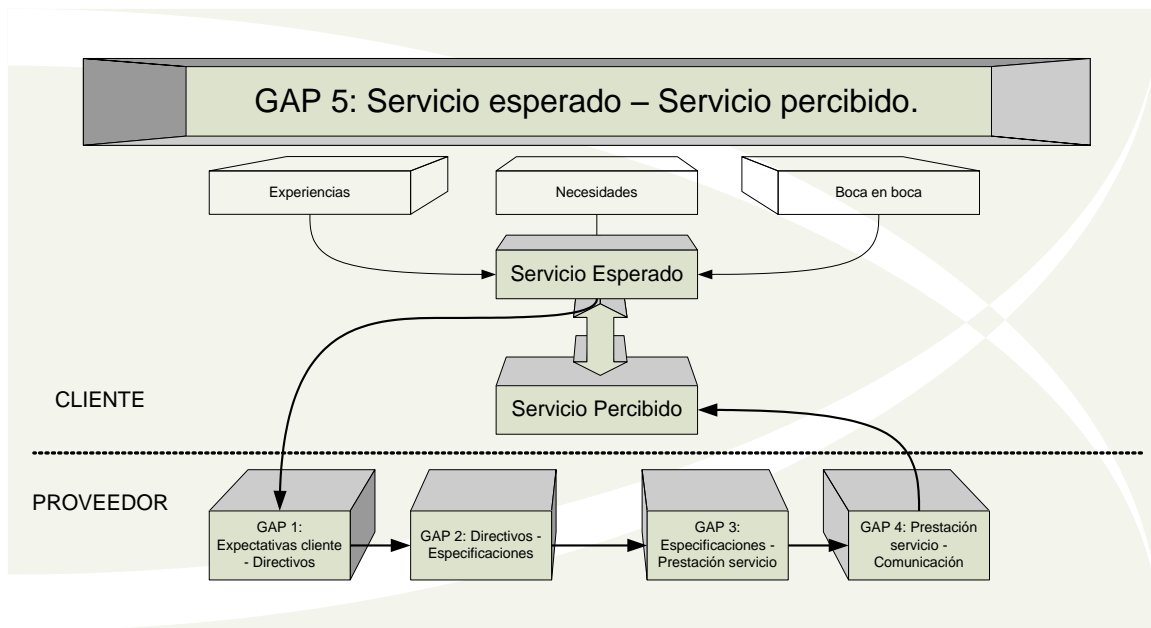 GAP 5: Servicio esperado – Servicio percibido.
Experiencias
Necesidades
Boca en boca
Servicio Esperado
Servicio Percibido
CLIENTE
PROVEEDOR
GAP 1:
Expectativas cliente
- Directivos
GAP 2: Directivos -
Especificaciones
GAP 3:
Especificaciones -
Prestación servicio
GAP 4: Prestación
servicio -
Comunicación